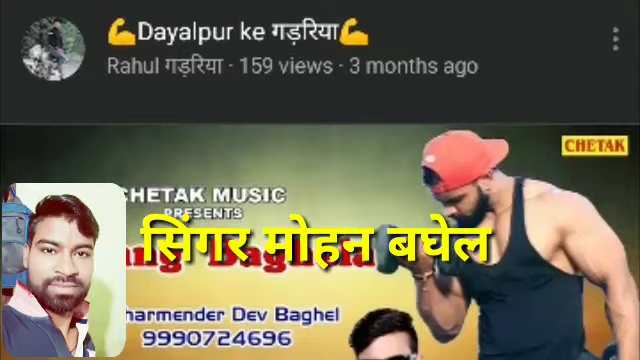 💪Dayalpur ke गड़रिया💪
Rahul गड़रिया · 159 views · 3 months ago
CHETAK
CHETAK MUSIC
PRESENTS
सिंगर मोहन बघेल
Dev Baghel
9990724696